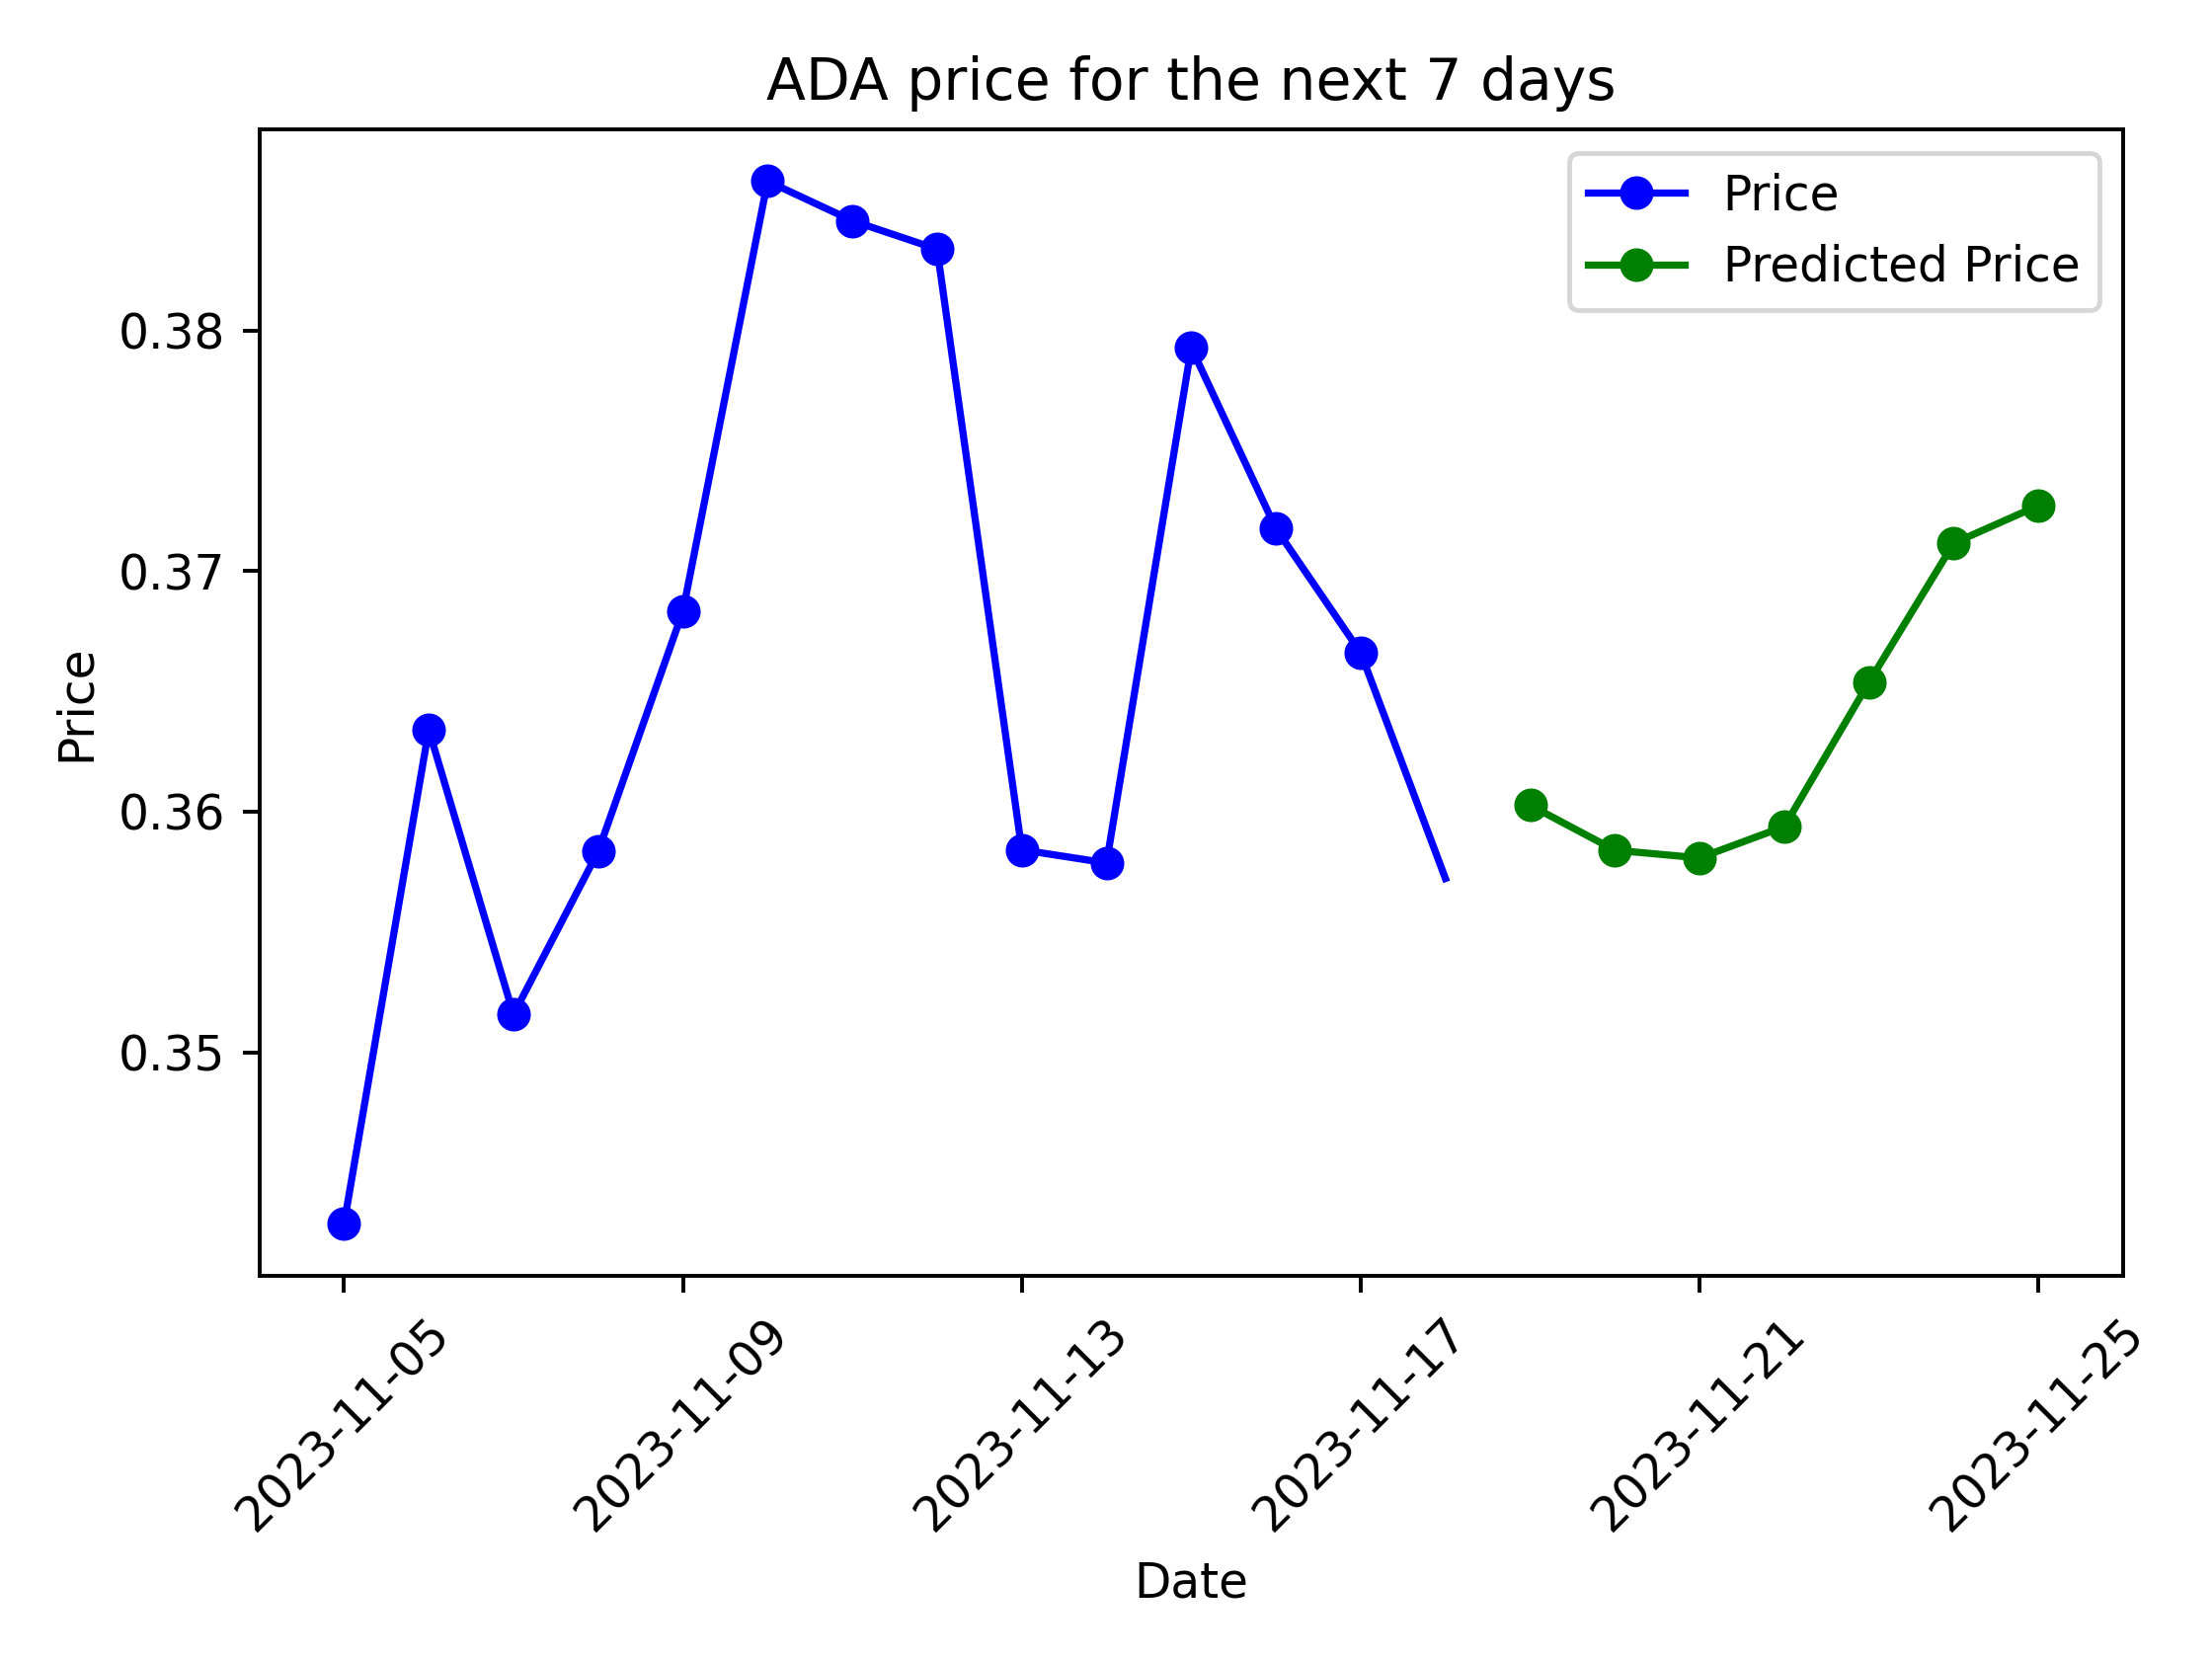 ADA price for the next 7 days
Price
Predicted Price
0.38
0.37
0.36
0.35
Price
2023-11-05
2023-11-09
2023-11-13
2023-11-17
2023-11-21
2023-11-25
Date